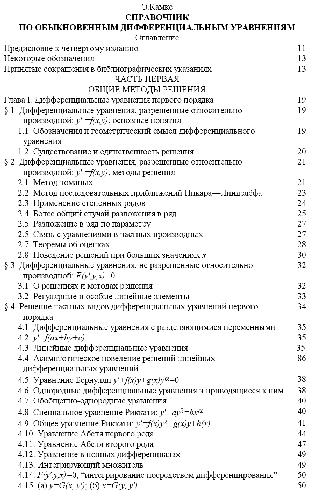 Э.Камке
СПРАВОЧНИК
ПО ОБЫКНОВЕННЫМ ДИФФЕРЕНЦИАЛЬНЫМ УРАВНЕНИЯМ
Оглавление
Предисловие к четвертому изданию 11
Некоторые обозначения 13
Принятые сокращения в библиографических указаниях 13
ЧАСТЬ ПЕРВАЯ
ОБЩИЕ МЕТОДЫ РЕШЕНИЯ
Глава I. Дифференциальные уравнения первого порядка 19
§ 1. Дифференциальные уравнения, разрешенные относительно 19
производной: y' =f(x,y); основные понятия
1.1. Обозначения и геометрический смысл дифференциального 19
уравнения
1.2. Существование и единственность решения 20
§ 2. Дифференциальные уравнения, разрешенные относительно 21
производной: y' =f(x,y); методы решения
2.1. Метод ломаных 21
2.2. Метод последовательных приближений Пикара—Линделёфа 23
2.3. Применение степенных рядов 24
2.4. Более общий случай разложения в ряд 25
2.5. Разложение в ряд по параметру 27
2.6. Связь с уравнениями в частных производных 27
2.7. Теоремы об оценках 28
2.8. Поведение решений при больших значениях x 30
§ 3. Дифференциальные уравнения, не разрешенные относительно 32
производной: F(y',y,x)=0
3.1. О решениях и методах решения 32
3.2. Регулярные и особые линейные элементы 33
§ 4. Решение частных видов дифференциальных уравнений первого 34
порядка
4.1. Дифференциальные уравнения с разделяющимися переменными 35
4.2. y' =f(ax+by+c) 35
4.3. Линейные дифференциальные уравнения 35
4.4. Асимптотическое поведение решений линейных 36
дифференциальных уравнений
4.5. Уравнение Бернулли y'+f(x)y+g(x)y =0 38
4.6. Однородные дифференциальные уравнения и приводящиеся к ним 38
4.7. Обобщенно-однородные уравнения 40
4.8. Специальное уравнение Риккати: 40
4.9. Общее уравнение Риккати: 41
4.10. Уравнение Абеля первого рода 44
4.11. Уравнение Абеля второго рода 47
4.12. Уравнение в полных дифференциалах 49
4.13. Интегрирующий множитель 49
4.14. F(y',y,x)=0, "интегрирование посредством дифференцирования" 50
4.15. (a) y=G(x, y'); (б) x=G(y, y') 50